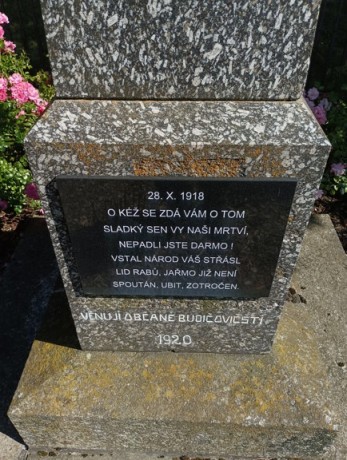 28. X. 1918
O KÉŽ SE ZDÁ VÁM O TOM
SLADKÝ SEN VY NAŠI MRTVÍ,
NEPADLI JSTE DARMO !
VSTAL NÁROD VÁŠ STŘÁSL
LID RABŮ, JAŘMO JIŽ NENÍ
SPOUTÁN, UBIT, ZOTROČEN.
VĚNUJÍ OBČANÉ BUDIČOVIČSTÍ
1920